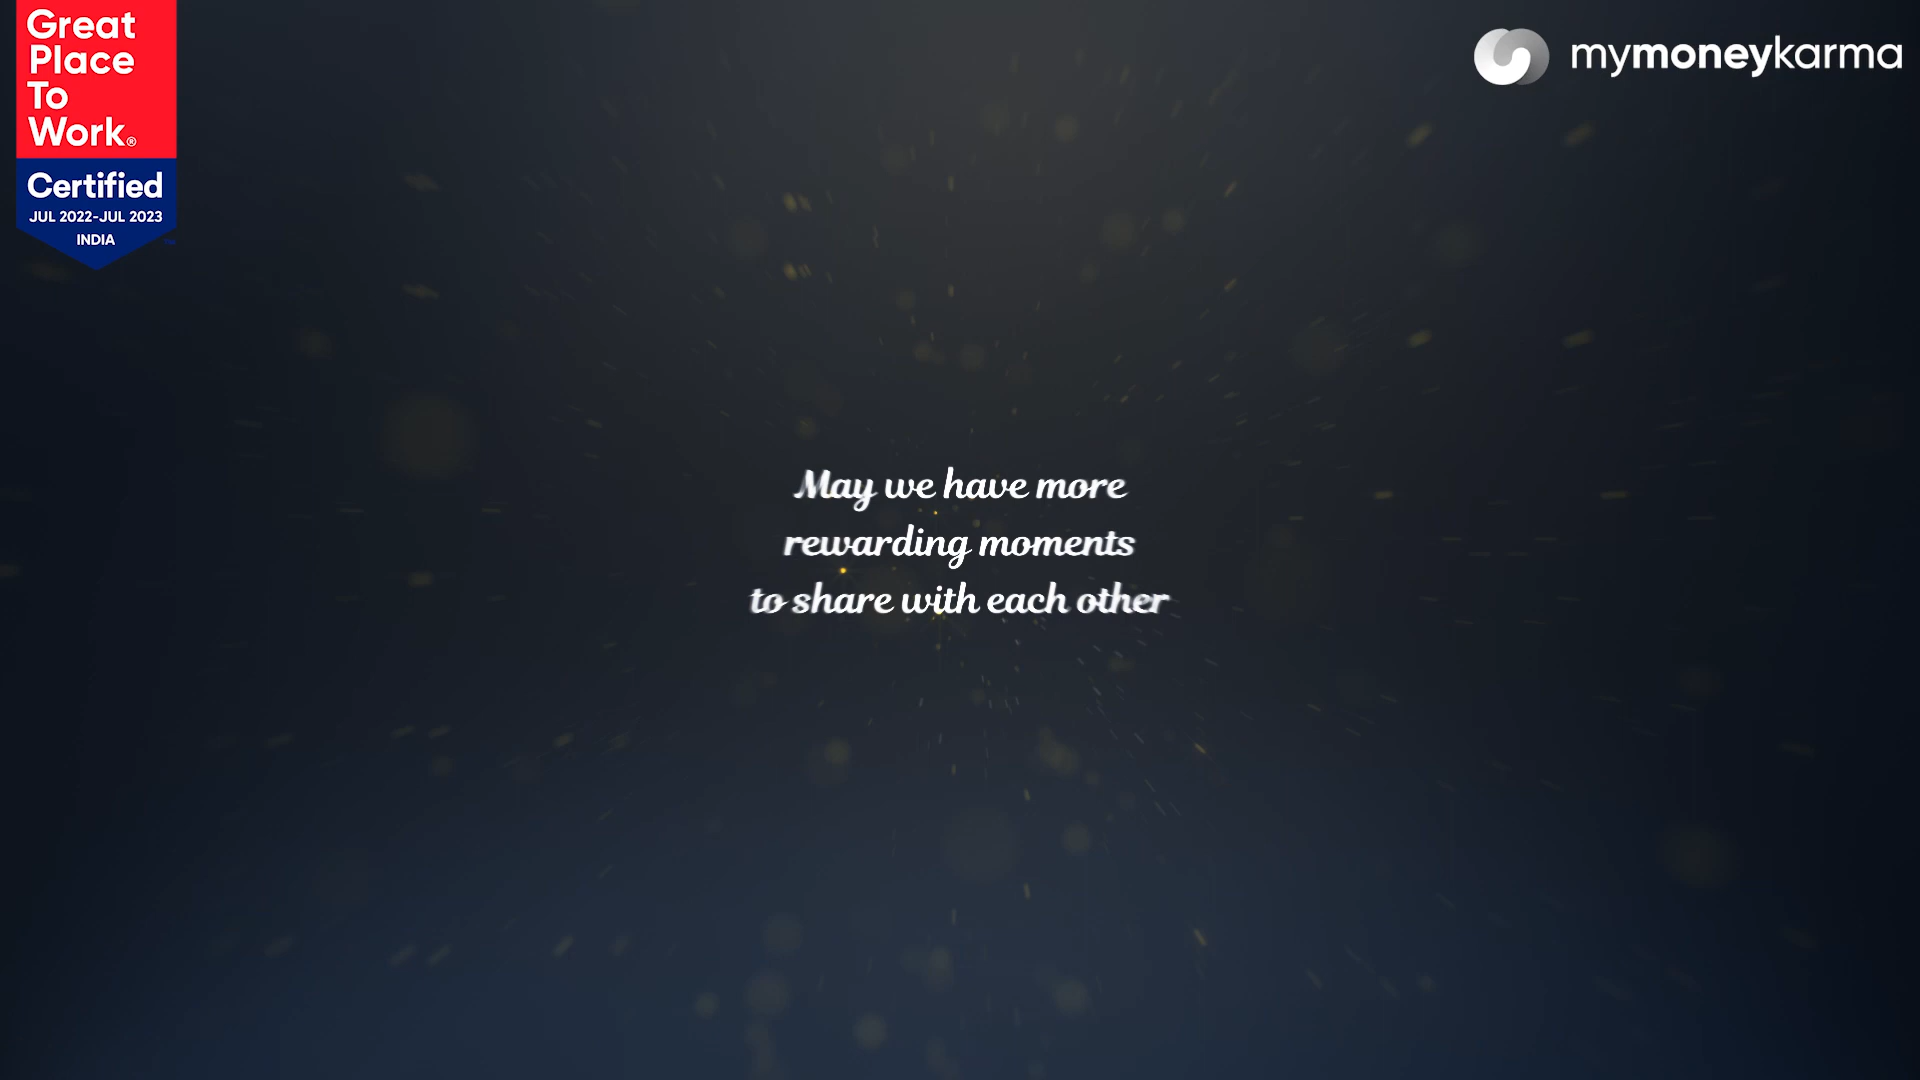 Great
Place
To
Work®
Certified
JUL 2022-JUL 2023
INDIA
TM
mymoneykarma
May we have more
rewarding moments
to share with each other